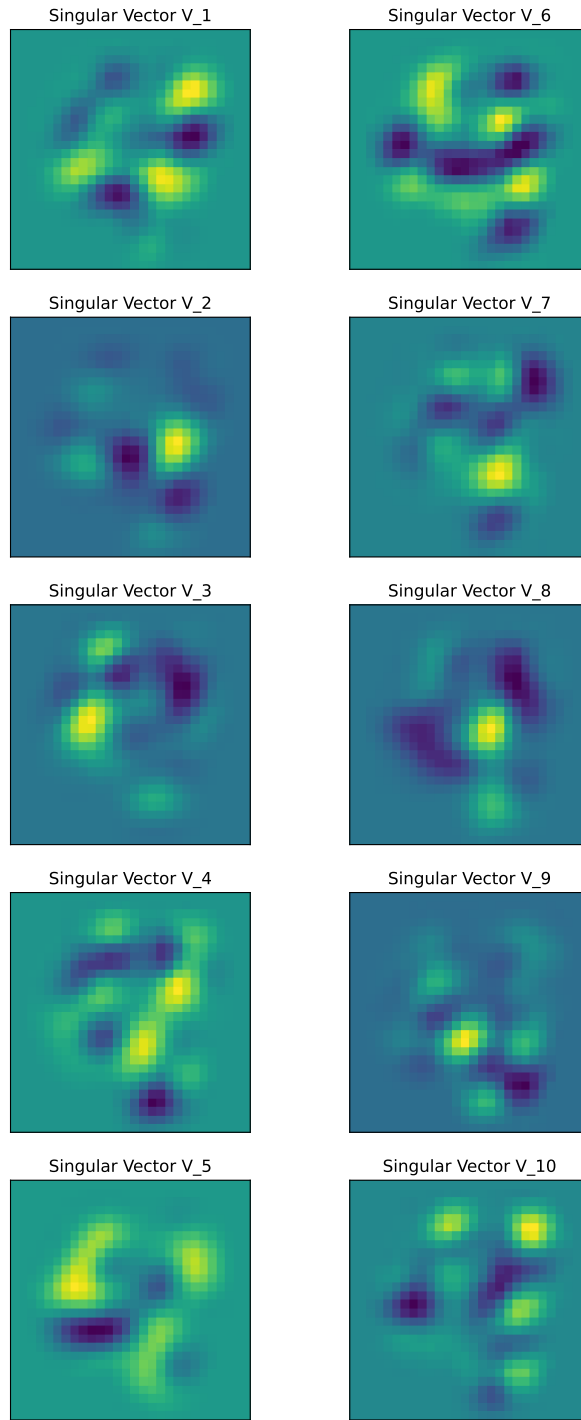 Singular Vector V_1
Singular Vector V_6
Singular Vector V_2
Singular Vector V_7
Singular Vector V_3
Singular Vector V_8
Singular Vector V_4
Singular Vector V_9
Singular Vector V_5
Singular Vector V_10